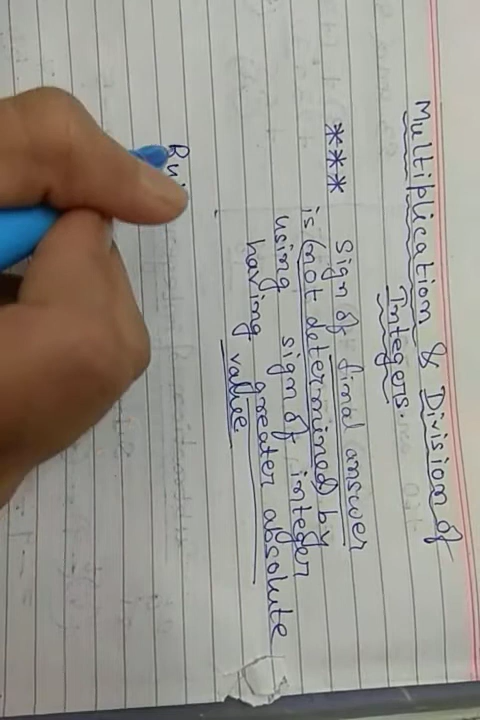 Multiplication & Division of
Integers.
*** Sign of final answer
is (not determined) by
using sign of integer
having greater absolute
value